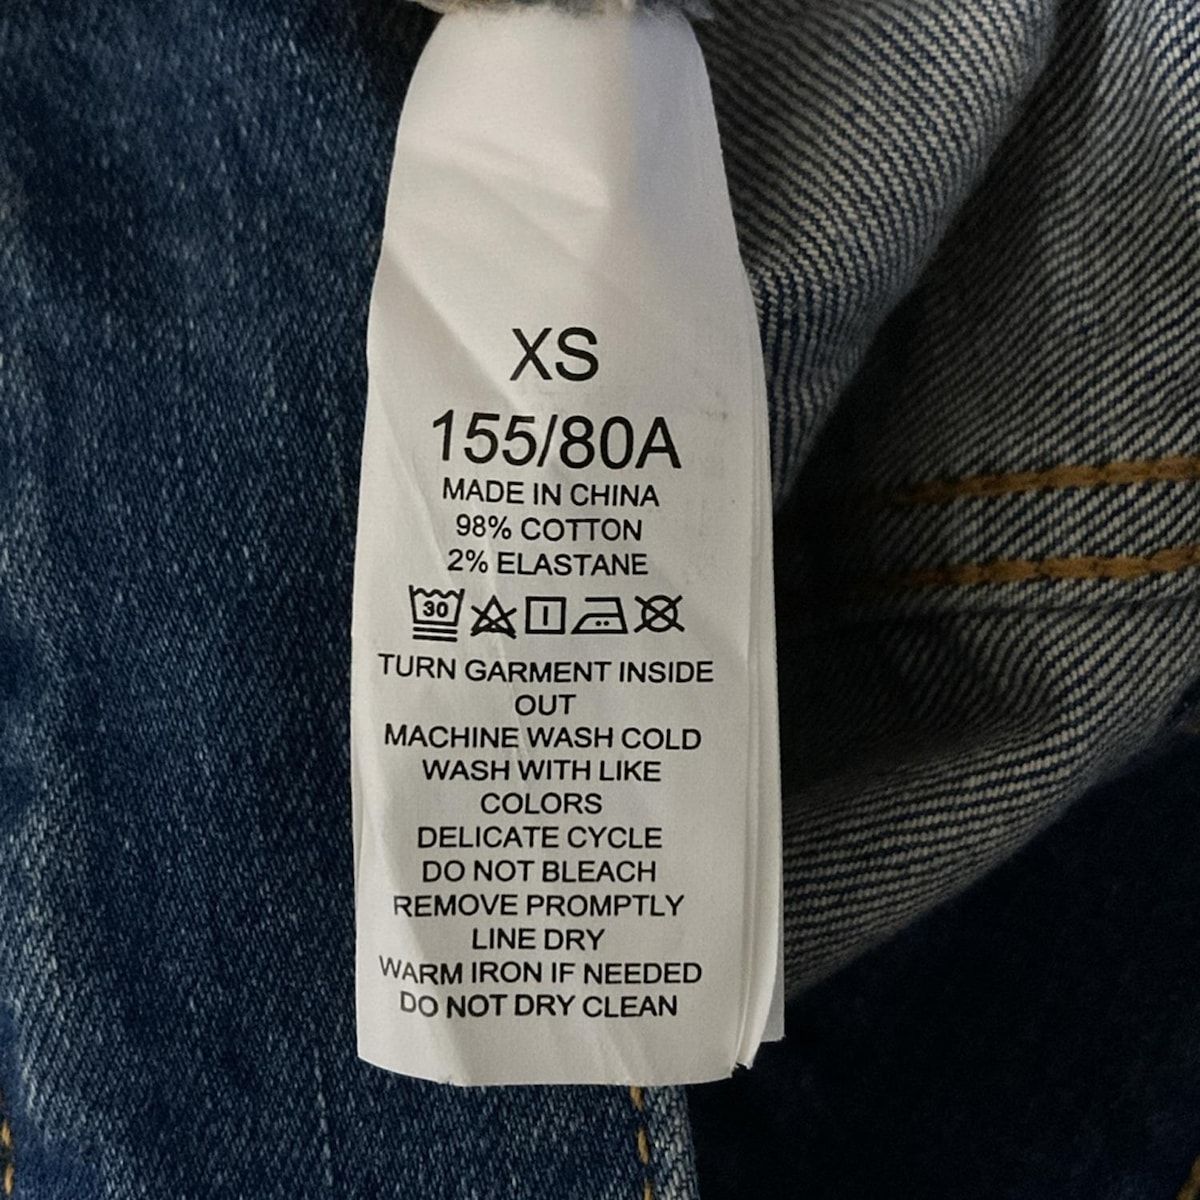 XS
155/80A
MADE IN CHINA
98% COTTON
2% ELASTANE
30
TURN GARMENT INSIDE
OUT
MACHINE WASH COLD
WASH WITH LIKE
COLORS
DELICATE CYCLE
DO NOT BLEACH
REMOVE PROMPTLY
LINE DRY
WARM IRON IF NEEDED
DO NOT DRY CLEAN